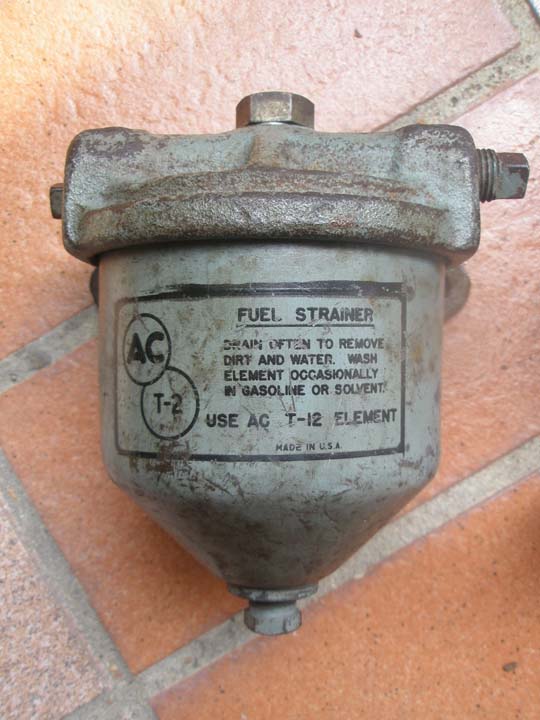 FUEL STRAINER
AC
T-2
DRAIN OFTEN TO REMOVE
DIRT AND WATER. WASH
ELEMENT OCCASIONALLY
IN GASOLINE OR SOLVENT.
USE AC T-12 ELEMENT
MADE IN U.S.A.